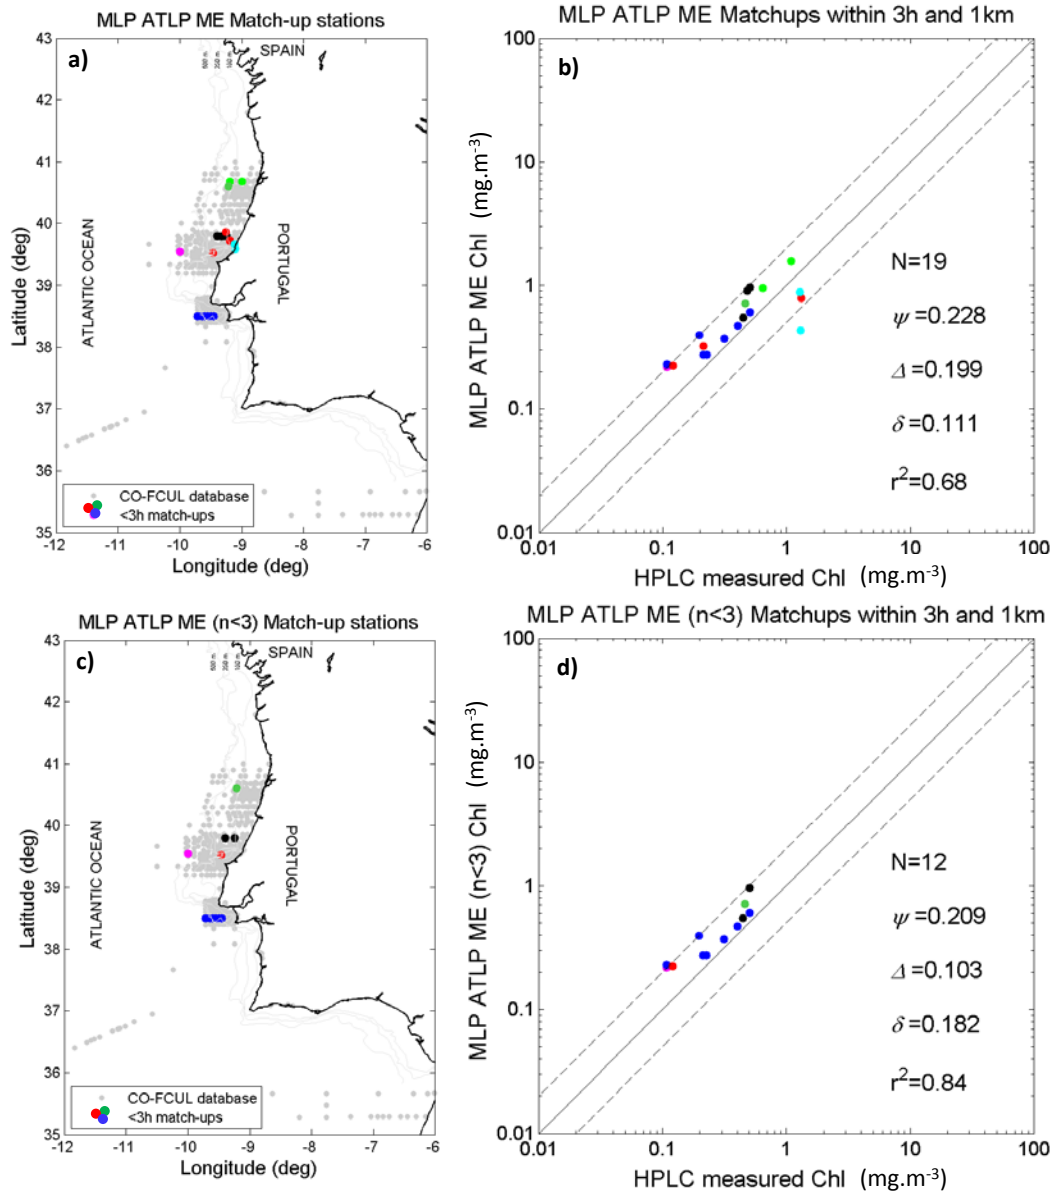 MLP ATLP ME Match-up stations
a)
SPAIN
ATLANTIC OCEAN
PORTUGAL
CO-FCUL database
<3h match-ups
43
42
41
40
39
38
37
36
35
-12
-11
-10
-9
-8
-7
-6
Latitude (deg)
Longitude (deg)
MLP ATLP ME Matchups within 3h and 1km
b)
100
10
1
0.1
0.01
0.01
0.1
1
10
100
MLP ATLP ME Chl (mg.m-3)
HPLC measured Chl (mg.m-3)
N=19
ψ=0.228
Δ=0.199
δ=0.111
r²=0.68
MLP ATLP ME (n<3) Match-up stations
c)
SPAIN
ATLANTIC OCEAN
PORTUGAL
CO-FCUL database
<3h match-ups
43
42
41
40
39
38
37
36
35
-12
-11
-10
-9
-8
-7
-6
Latitude (deg)
Longitude (deg)
MLP ATLP ME (n<3) Matchups within 3h and 1km
d)
100
10
1
0.1
0.01
0.01
0.1
1
10
100
MLP ATLP ME (n<3) Chl (mg.m-3)
HPLC measured Chl (mg.m-3)
N=12
ψ=0.209
Δ=0.103
δ=0.182
r²=0.84